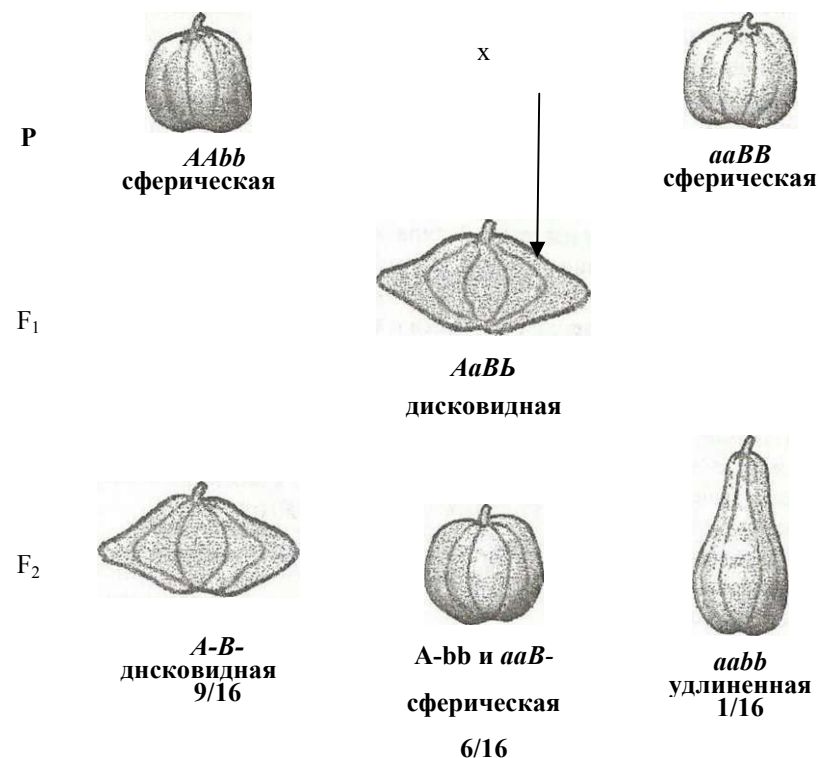 x
P
AAbb
сферическая
aaBB
сферическая
F₁
AaBЬ
дисковидная
F₂
A-B-
днсковидная
9/16
A-bb и aaB-
сферическая
6/16
aabb
удлиненная
1/16